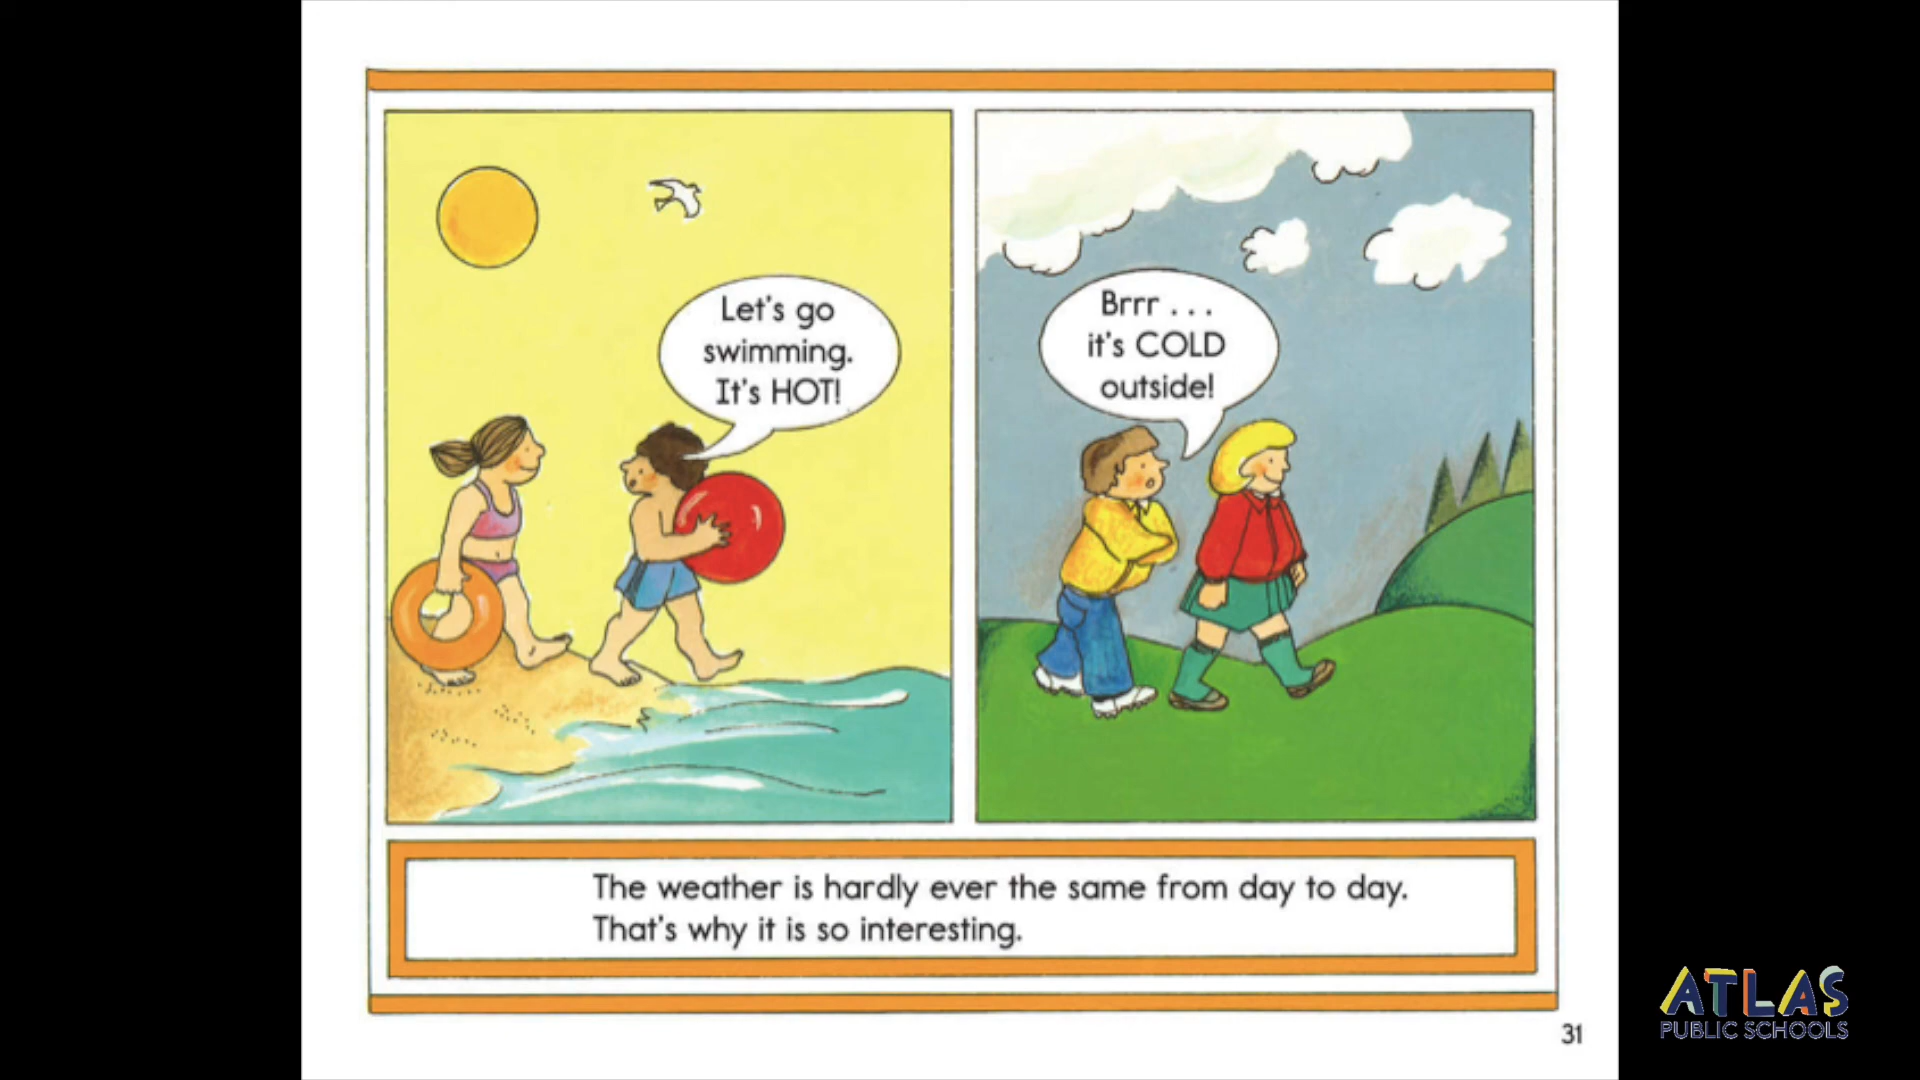 Let's go
swimming.
It's HOT!
Brrr . . .
it's COLD
outside!
The weather is hardly ever the same from day to day.
That's why it is so interesting.
31
ATLAS
PUBLIC SCHOOLS